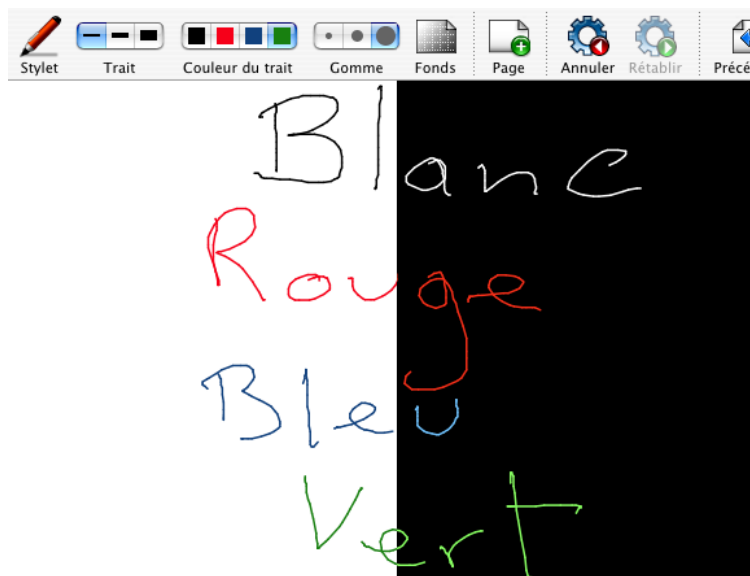 Stylet Trait Couleur du trait Gomme Fonds Page Annuler Rétablir Précé
Blanc
Rouge
Bleu
Vert